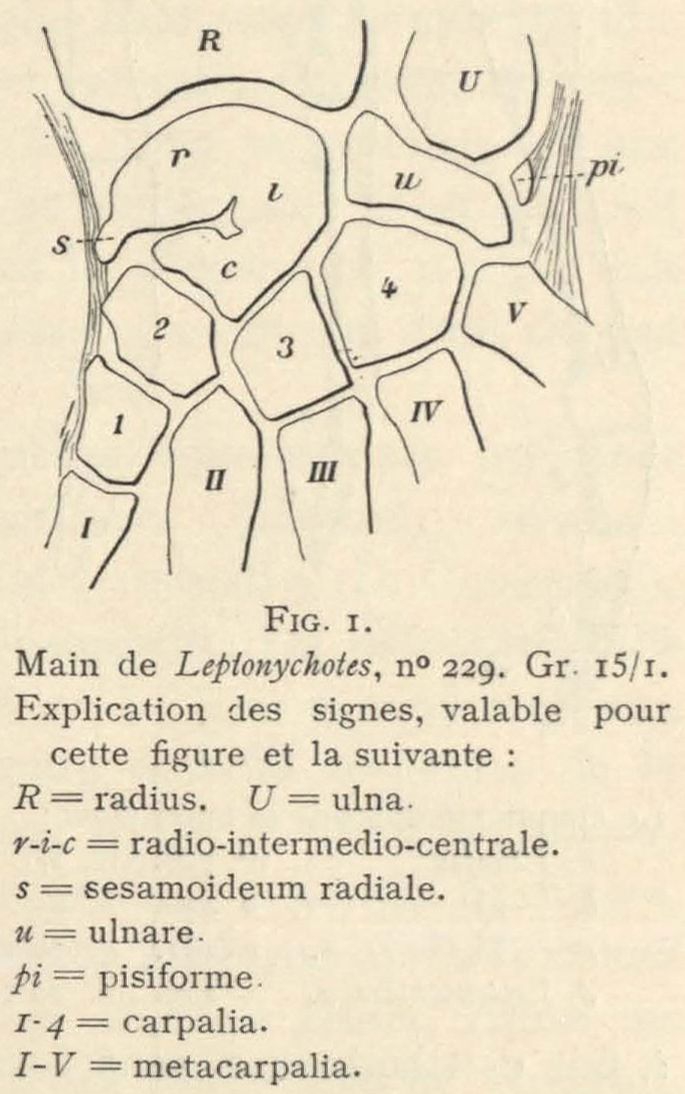 R
U
r
i
u
pi
s
c
4
2
3
V
1
IV
II
III
I
FIG. 1.
Main de Leptonychotes, nº 229. Gr. 15/1.
Explication des signes, valable pour
cette figure et la suivante :
R = radius. U = ulna.
r-i-c = radio-intermedio-centrale.
s = sesamoideum radiale.
u = ulnare.
pi = pisiforme.
1-4 = carpalia.
I-V = metacarpalia.